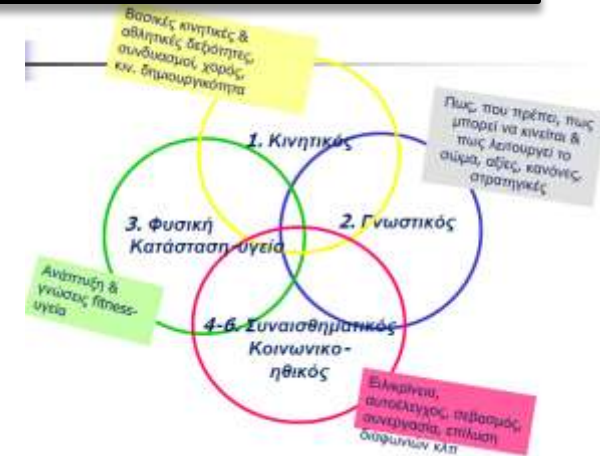 Βασικές κινητικές &
αθλητικές δεξιότητες,
συνδυασμοί, χορός,
κιν. δημιουργικότητα
Πως, που πρέπει, πως
μπορεί να κινείται &
πως λειτουργεί το
σώμα, αξίες, κανόνες,
στρατηγικές
1. Κινητικός
2. Γνωστικός
3. Φυσική
Κατάσταση-υγεία
Ανάπτυξη &
γνώσεις fitness-
υγεία
4-6. Συναισθηματικός
Κοινωνικο-
ηθικός
Ειλικρίνεια,
αυτοέλεγχος, σεβασμός,
συνεργασία, επίλυση
διαφωνιών κλπ